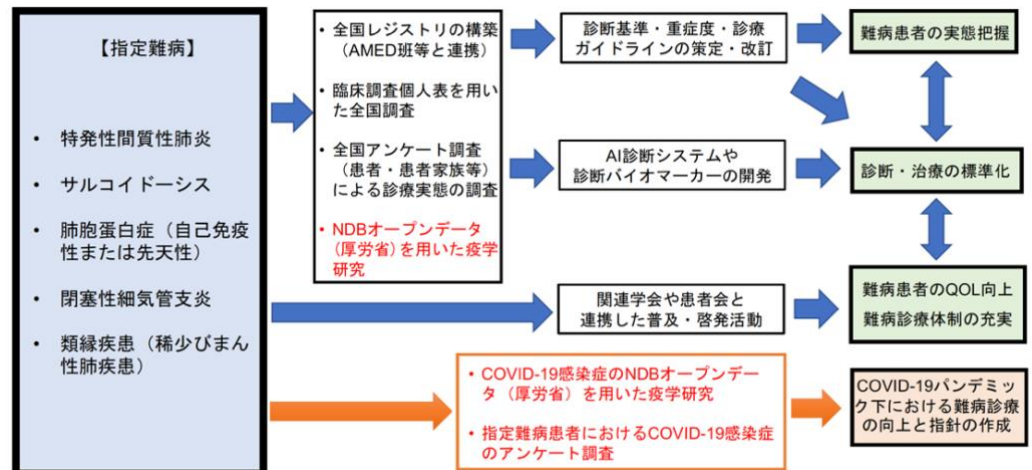 【指定難病】
• 特発性間質性肺炎
• サルコイドーシス
• 肺胞蛋白症（自己免疫
性または先天性）
• 閉塞性細気管支炎
• 類縁疾患（稀少びまん
性肺疾患）
• 全国レジストリの構築
（AMED班等と連携）
• 臨床調査個人表を用い
た全国調査
• 全国アンケート調査
（患者・患者家族等）
による診療実態の調査
• NDBオープンデータ
（厚労省）を用いた疫学
研究
診断基準・重症度・診療
ガイドラインの策定・改訂
難病患者の実態把握
AI診断システムや
診断バイオマーカーの開発
診断・治療の標準化
関連学会や患者会と
連携した普及・啓発活動
難病患者のQOL向上
難病診療体制の充実
• COVID-19感染症のNDBオープンデー
タ（厚労省）を用いた疫学研究
• 指定難病患者におけるCOVID-19感染症
のアンケート調査
COVID-19パンデミッ
ク下における難病診療
の向上と指針の作成